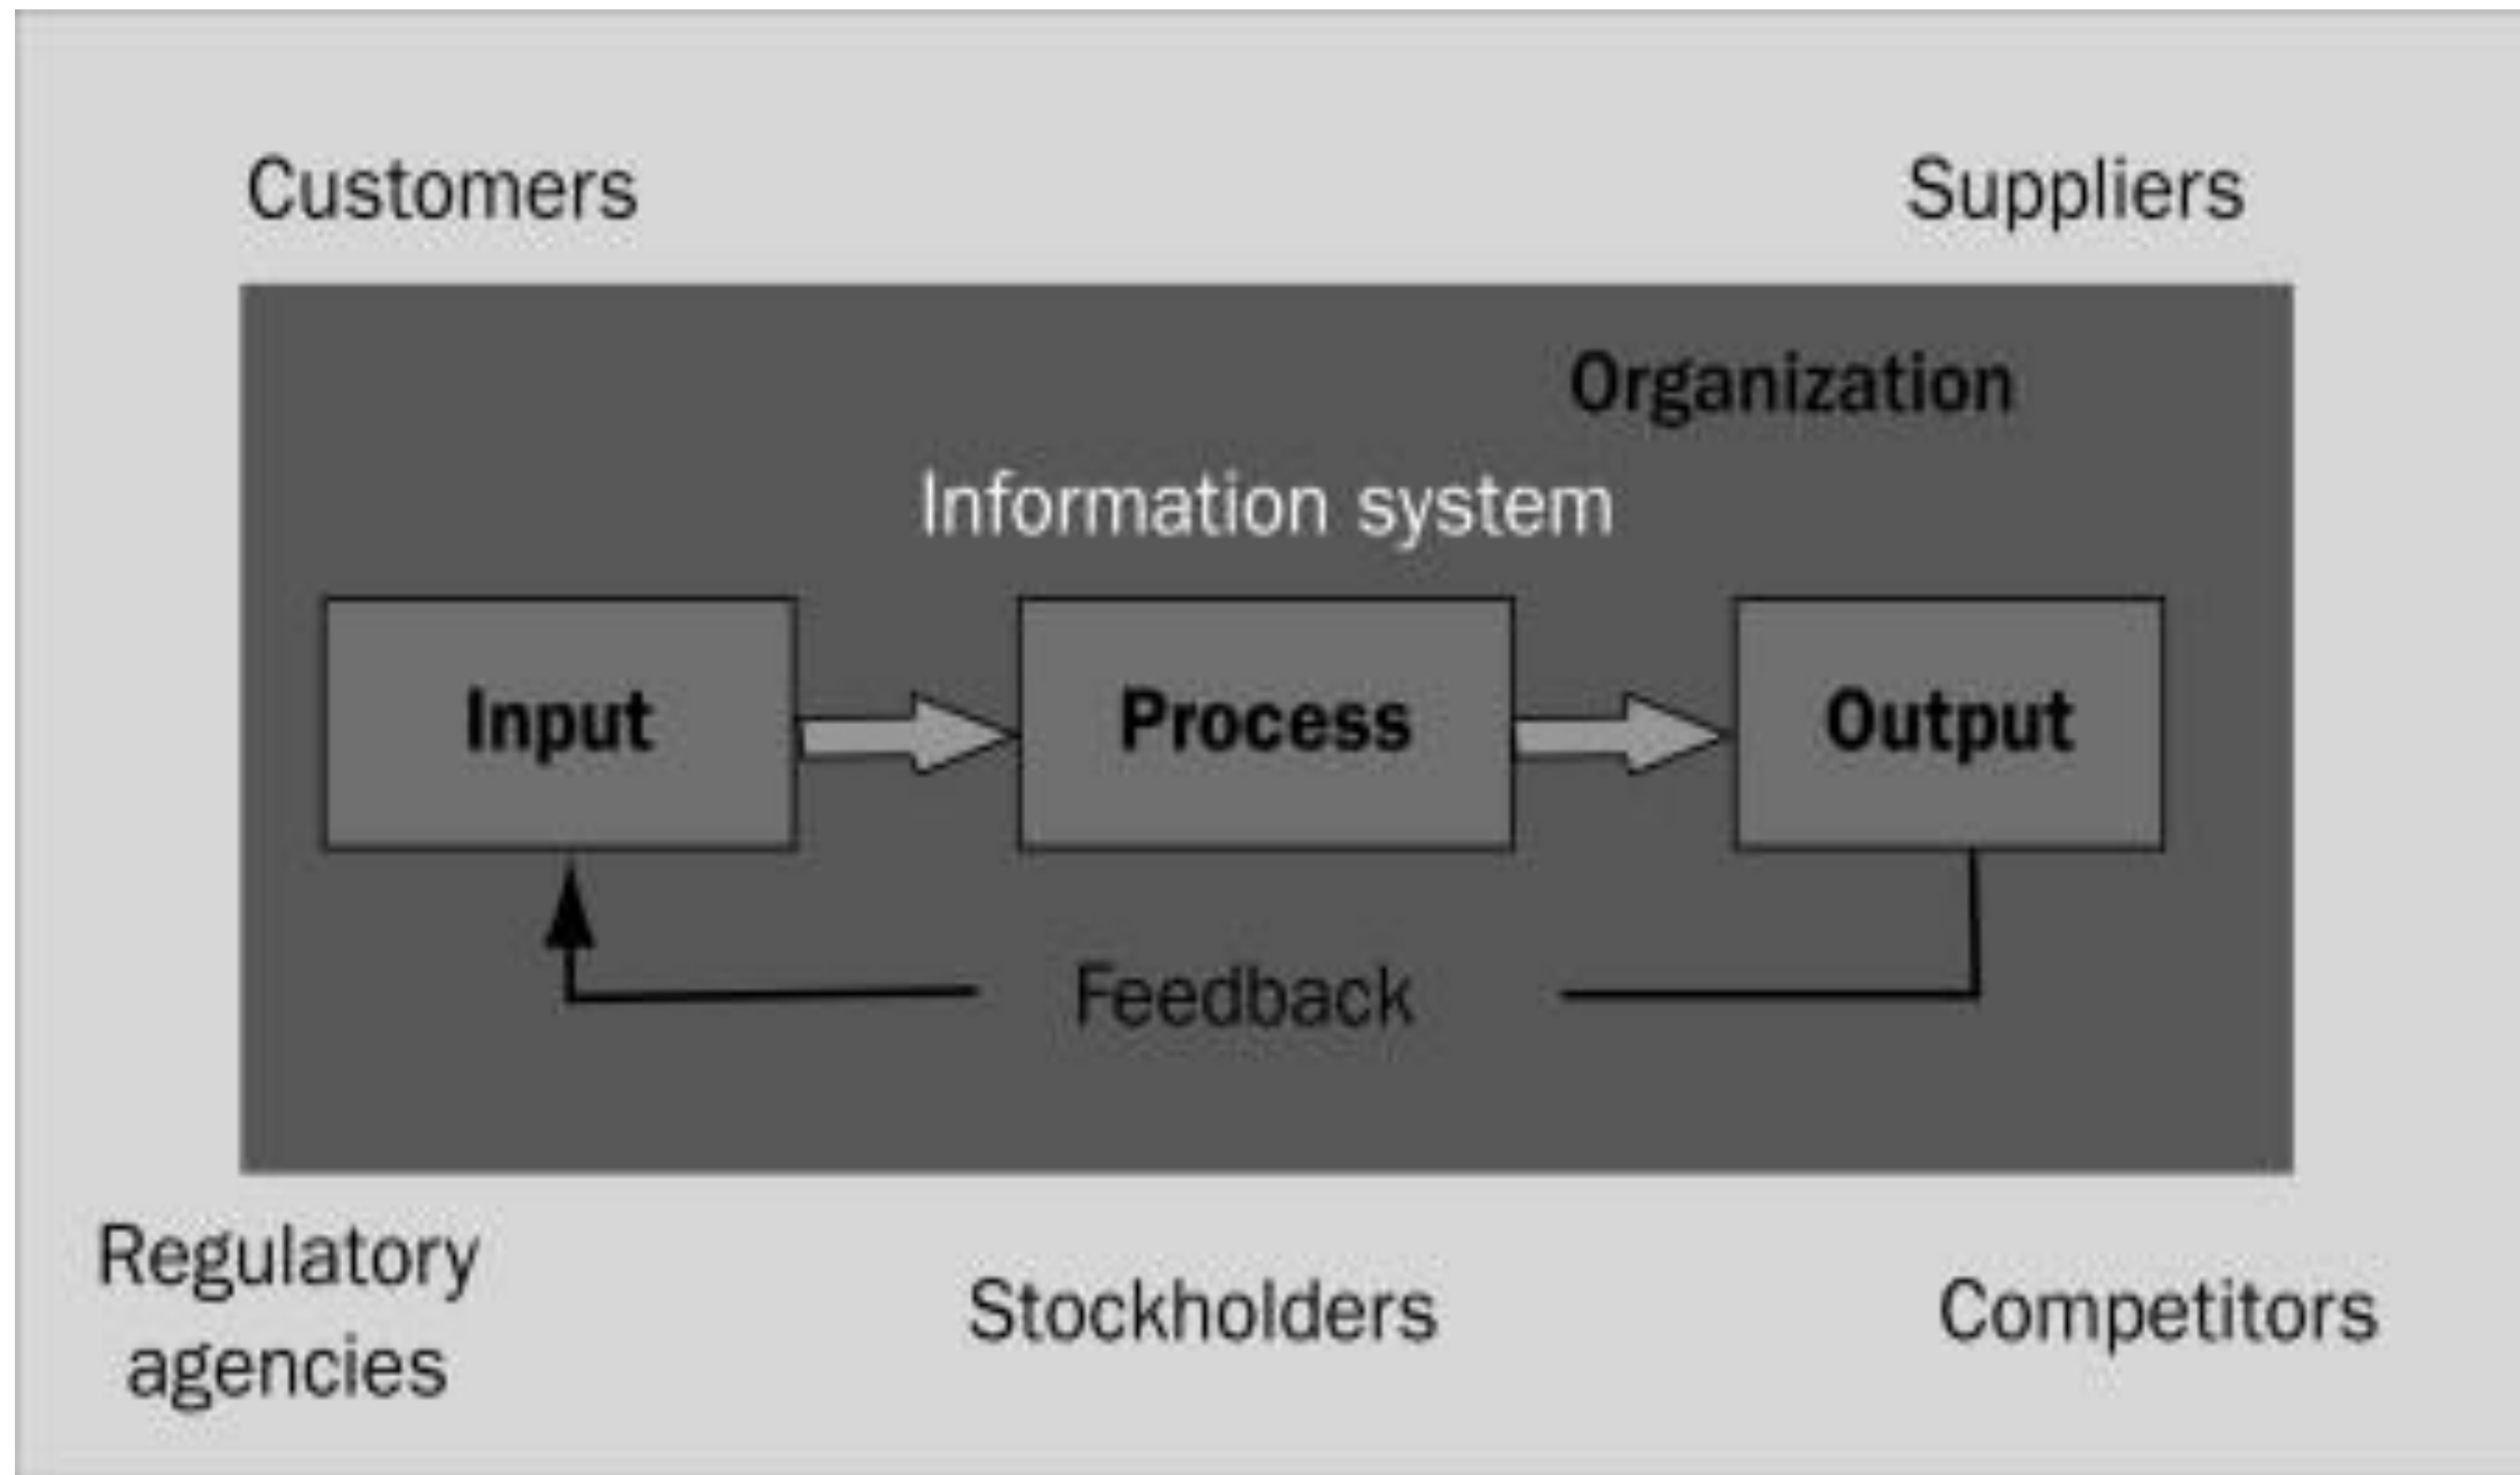 Customers
Suppliers
Organization
Information system
Input
Process
Output
Feedback
Regulatory
agencies
Stockholders
Competitors